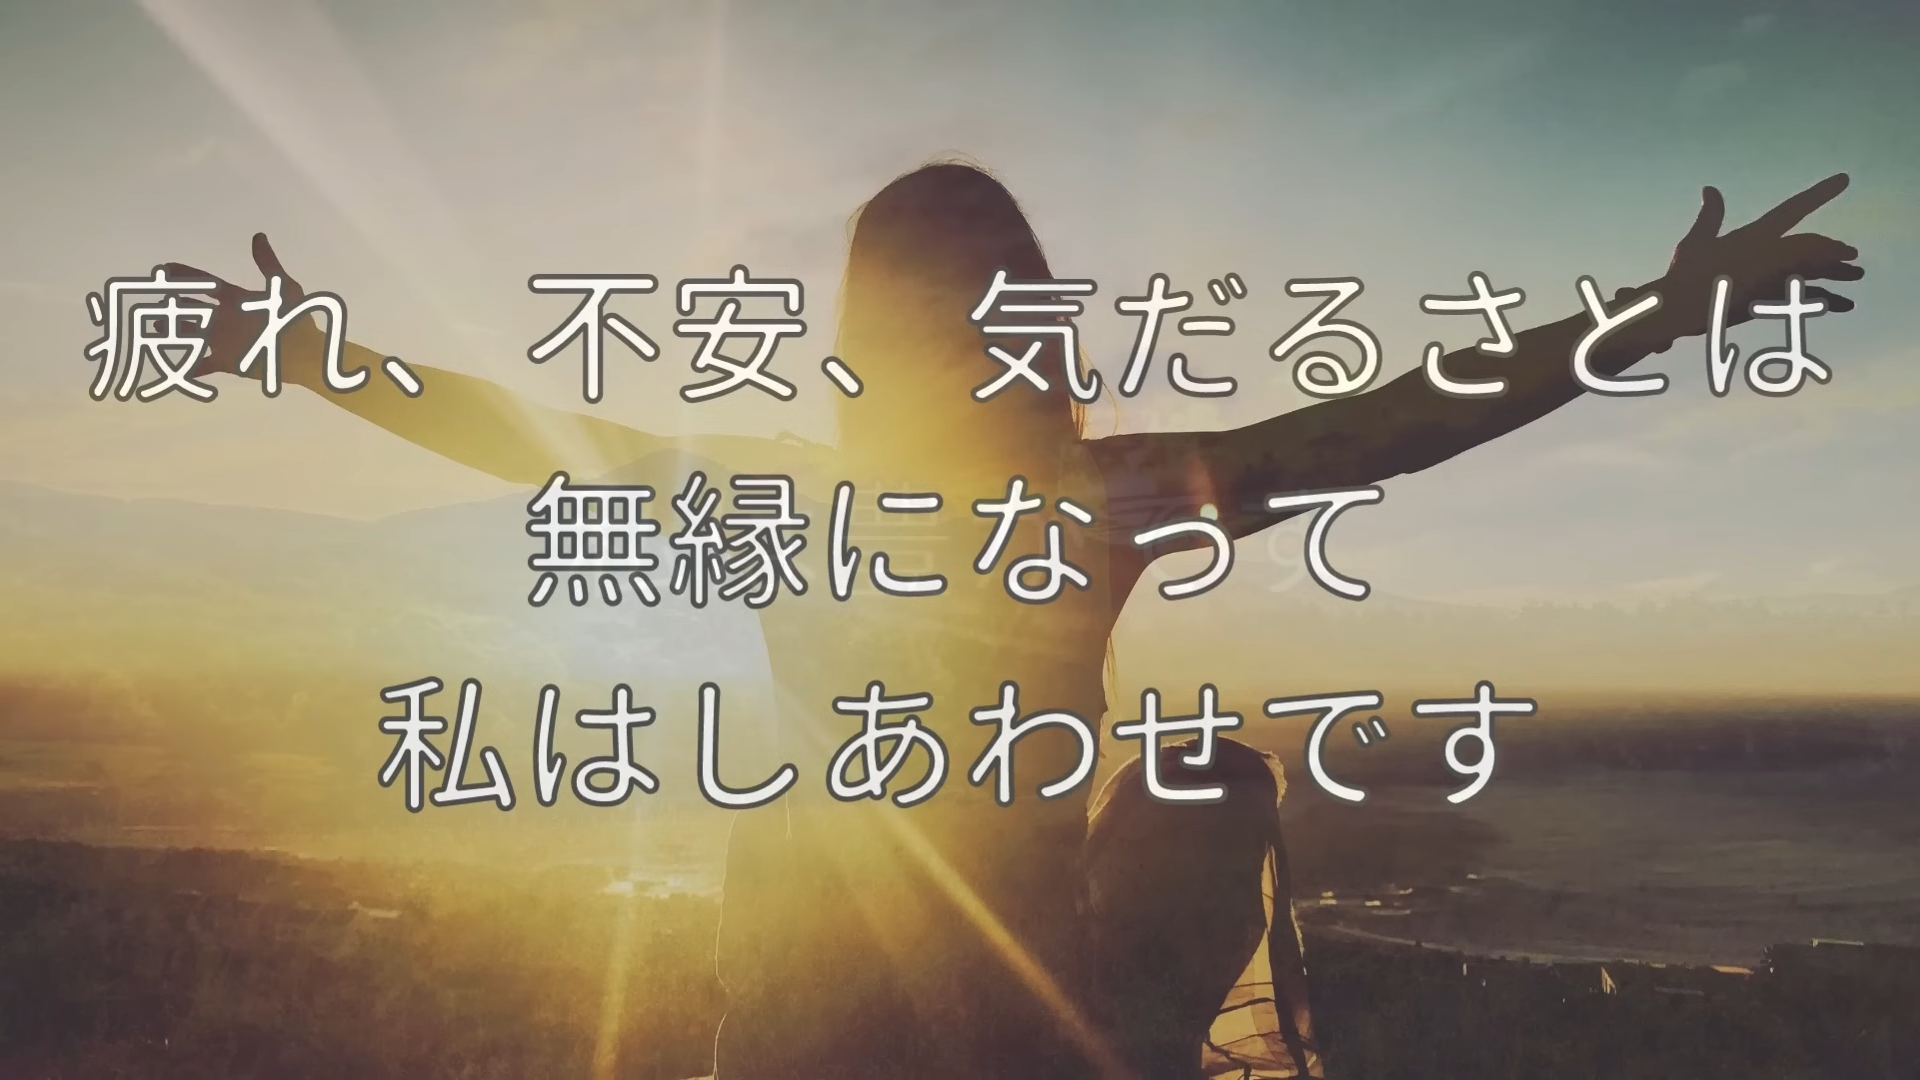 疲れ、不安、気だるさとは
無縁になって
私はしあわせです